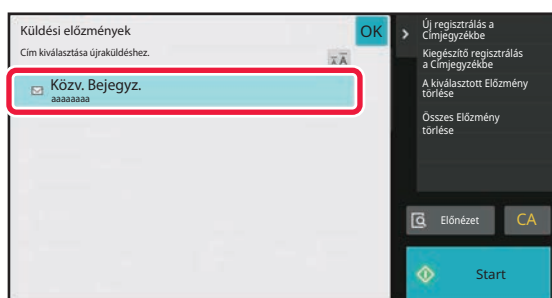 Küldési előzmények
OK
Cím kiválasztása újraküldéshez.
Közv. Bejegyz.
aaaaaaaa
Új regisztrálás a
Címjegyzékbe
Kiegészítő regisztrálás
a Címjegyzékbe
A kiválasztott Előzmény
törlése
Összes Előzmény
törlése
Előnézet
CA
Start